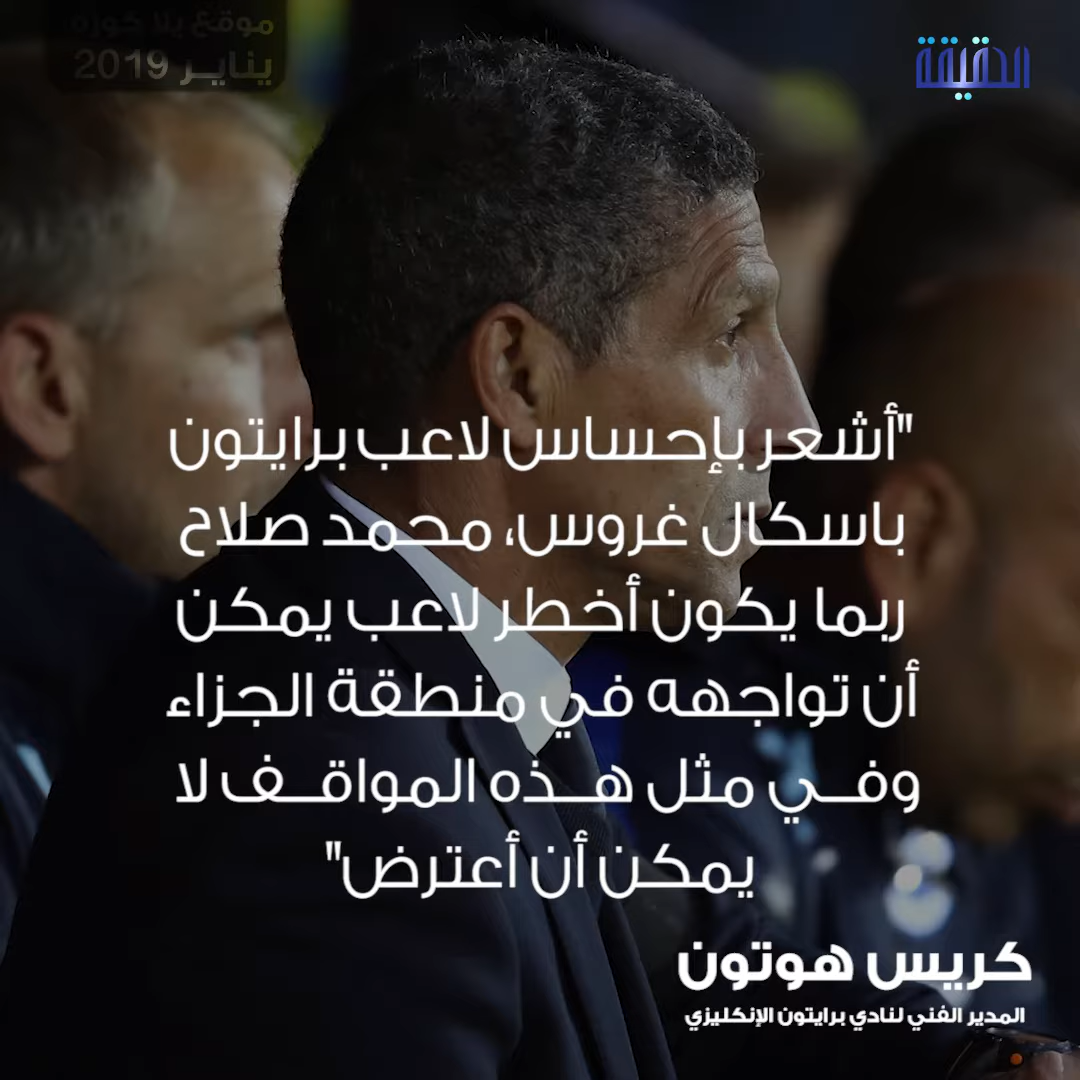 موقع يلا كورة
يناير 2019
الحقيقة
"أشعر بإحساس لاعب برايتون
باسكال غروس، محمد صلاح
ربما يكون أخطر لاعب يمكن
أن تواجهه في منطقة الجزاء
وفي مثل هذه المواقف لا
يمكن أن أعترض"
كريس هوتون
المدير الفني لنادي برايتون الإنكليزي